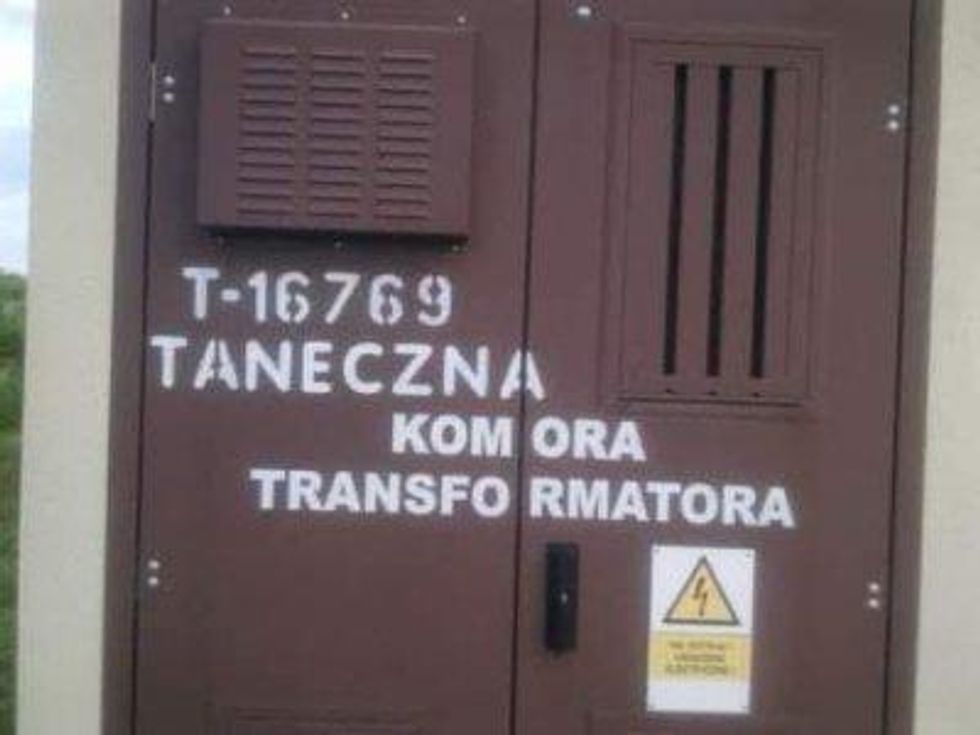 T-16769
TANECZNA
KOMORA
TRANSFORMATORA